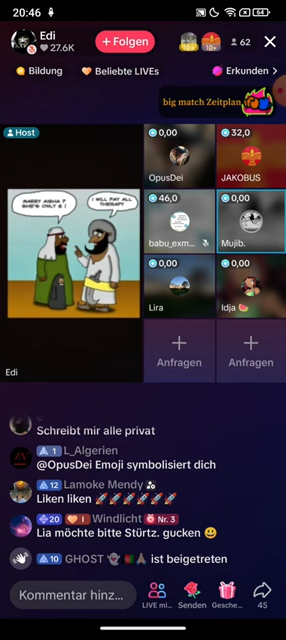 20:46
64
Edi
27.6K
+ Folgen
10+
10+
62
Bildung
Beliebte LIVEs
Erkunden >
big match Zeitplan
Host
0,00
OpusDei
32,0
JAKOBUS
MARRY AISHA ?
SHE'S ONLY 6 !
I WILL PAY ALL
THERAPY
46,0
babu_exm...
0,00
Mujib.
0,00
Lira
0,00
Idja 🍉
Edi
Anfragen
Anfragen
Schreibt mir alle privat
1 L_Algerien
@OpusDei Emoji symbolisiert dich
12 Lamoke Mendy
Liken liken 🚀🚀🚀🚀🚀🚀
20 I Windlicht Nr. 3
Lia möchte bitte Stürtz. gucken 😃
10 GHOST 👻 ist beigetreten
Kommentar hinz...
LIVE mi...
Senden
Gesche...
45